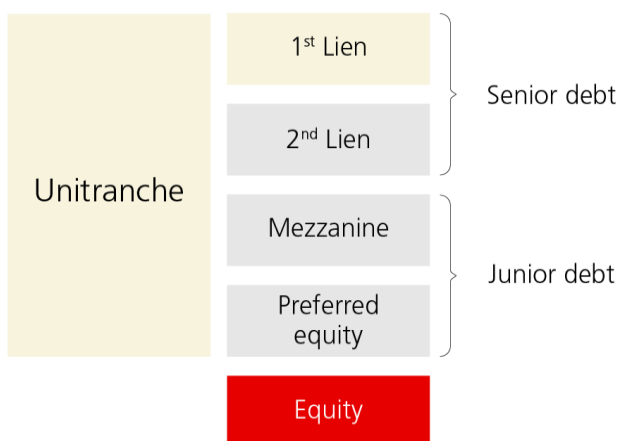 Unitranche
1st Lien
2nd Lien
Senior debt
Mezzanine
Preferred
equity
Junior debt
Equity